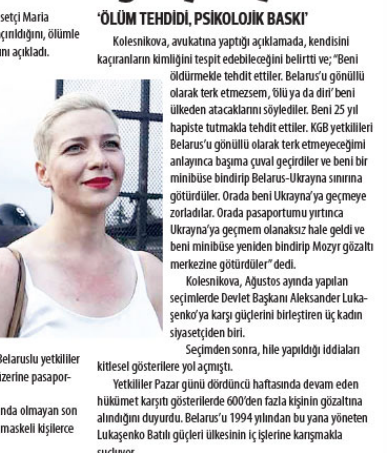 setçi Maria
çırıldığını, ölümle
nı açıkladı.
'ÖLÜM TEHDİDİ, PSİKOLOJİK BASKI'
Kolesnikova, avukatına yaptığı açıklamada, kendisini
kaçıranların kimliğini tespit edebileceğini belirtti ve; "Beni
öldürmekle tehdit ettiler. Belarus'u gönüllü
olarak terk etmezsem, 'ölü ya da diri' beni
ülkeden atacaklarını söylediler. Beni 25 yıl
hapiste tutmakla tehdit ettiler. KGB yetkilileri
Belarus'u gönüllü olarak terk etmeyeceğimi
anlayınca başıma çuval geçirdiler ve beni bir
minibüse bindirip Belarus-Ukrayna sınırına
götürdüler. Orada beni Ukrayna'ya geçmeye
zorladılar. Orada pasaportumu yırtınca
Ukrayna'ya geçmem olanaksız hale geldi ve
beni minibüse yeniden bindirip Mozyr gözaltı
merkezine götürdüler" dedi.
Kolesnikova, Ağustos ayında yapılan
seçimlerde Devlet Başkanı Aleksander Luka-
şenko'ya karşı güçlerini birleştiren üç kadın
siyasetçiden biri.
Seçimden sonra, hile yapıldığı iddiaları
kitlesel gösterilere yol açmıştı.
Yetkililer Pazar günü dördüncü haftasında devam eden
hükümet karşıtı gösterilerde 600'den fazla kişinin gözaltına
alındığını duyurdu. Belarus'u 1994 yılından bu yana yöneten
Lukaşenko Batılı güçleri ülkesinin iç işlerine karışmakla
suçluyor.
Belaruslu yetkililer
üzerine pasapor-
nda olmayan son
maskeli kişilerce